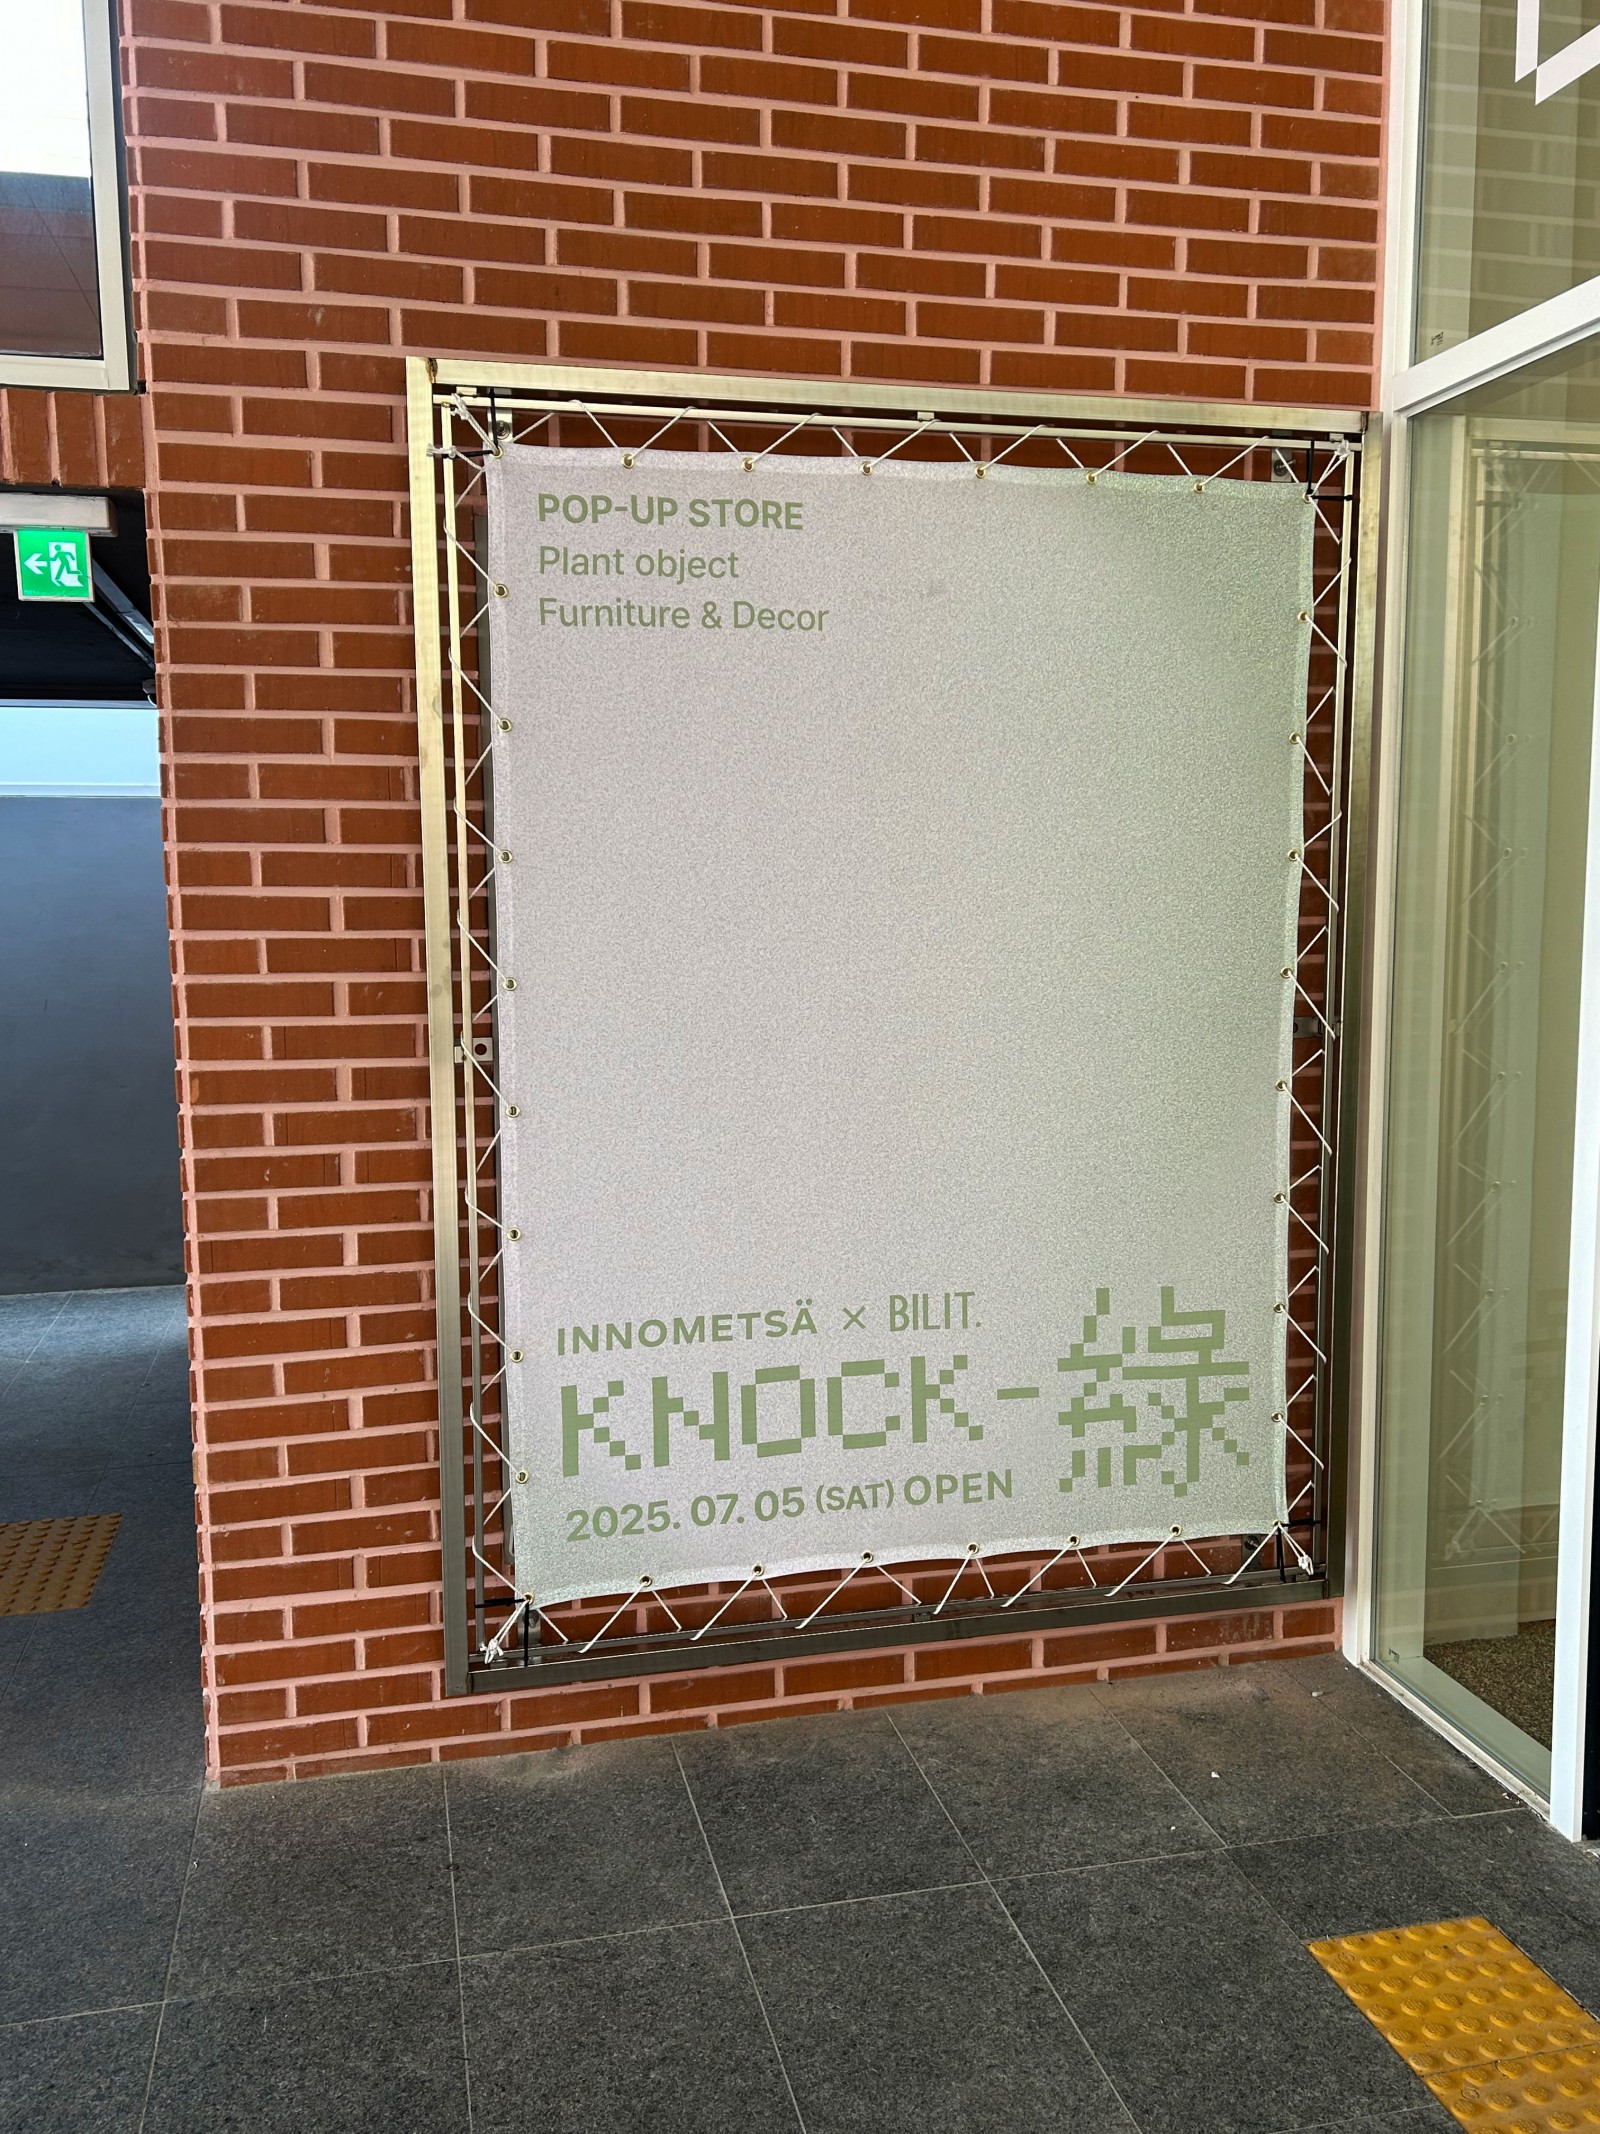 POP-UP STORE
Plant object
Furniture & Decor
INNOMETSÄ × BILIT.
KNOCK-綠
2025. 07. 05 (SAT) OPEN